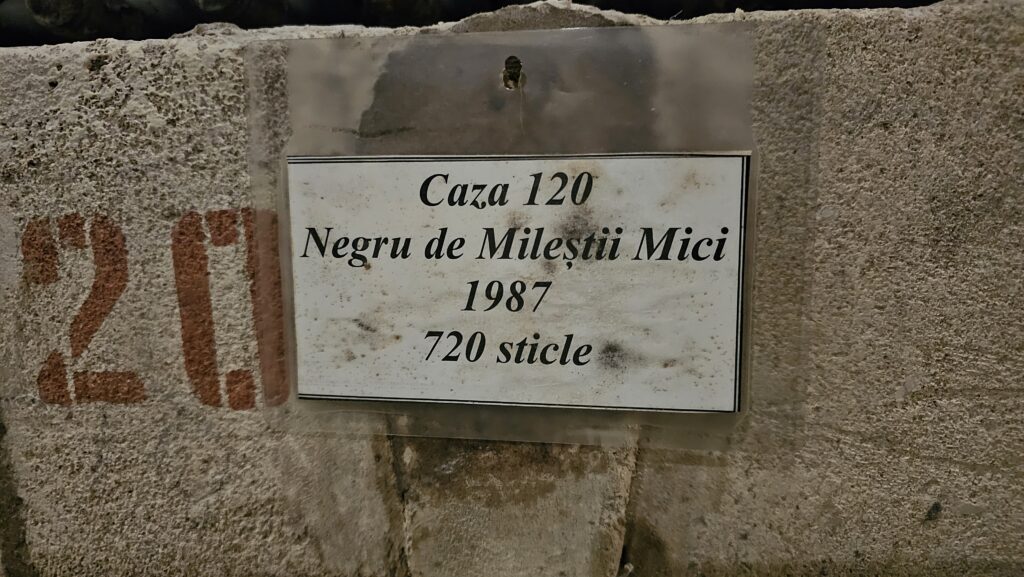 20
Caza 120
Negru de Mileștii Mici
1987
720 sticle